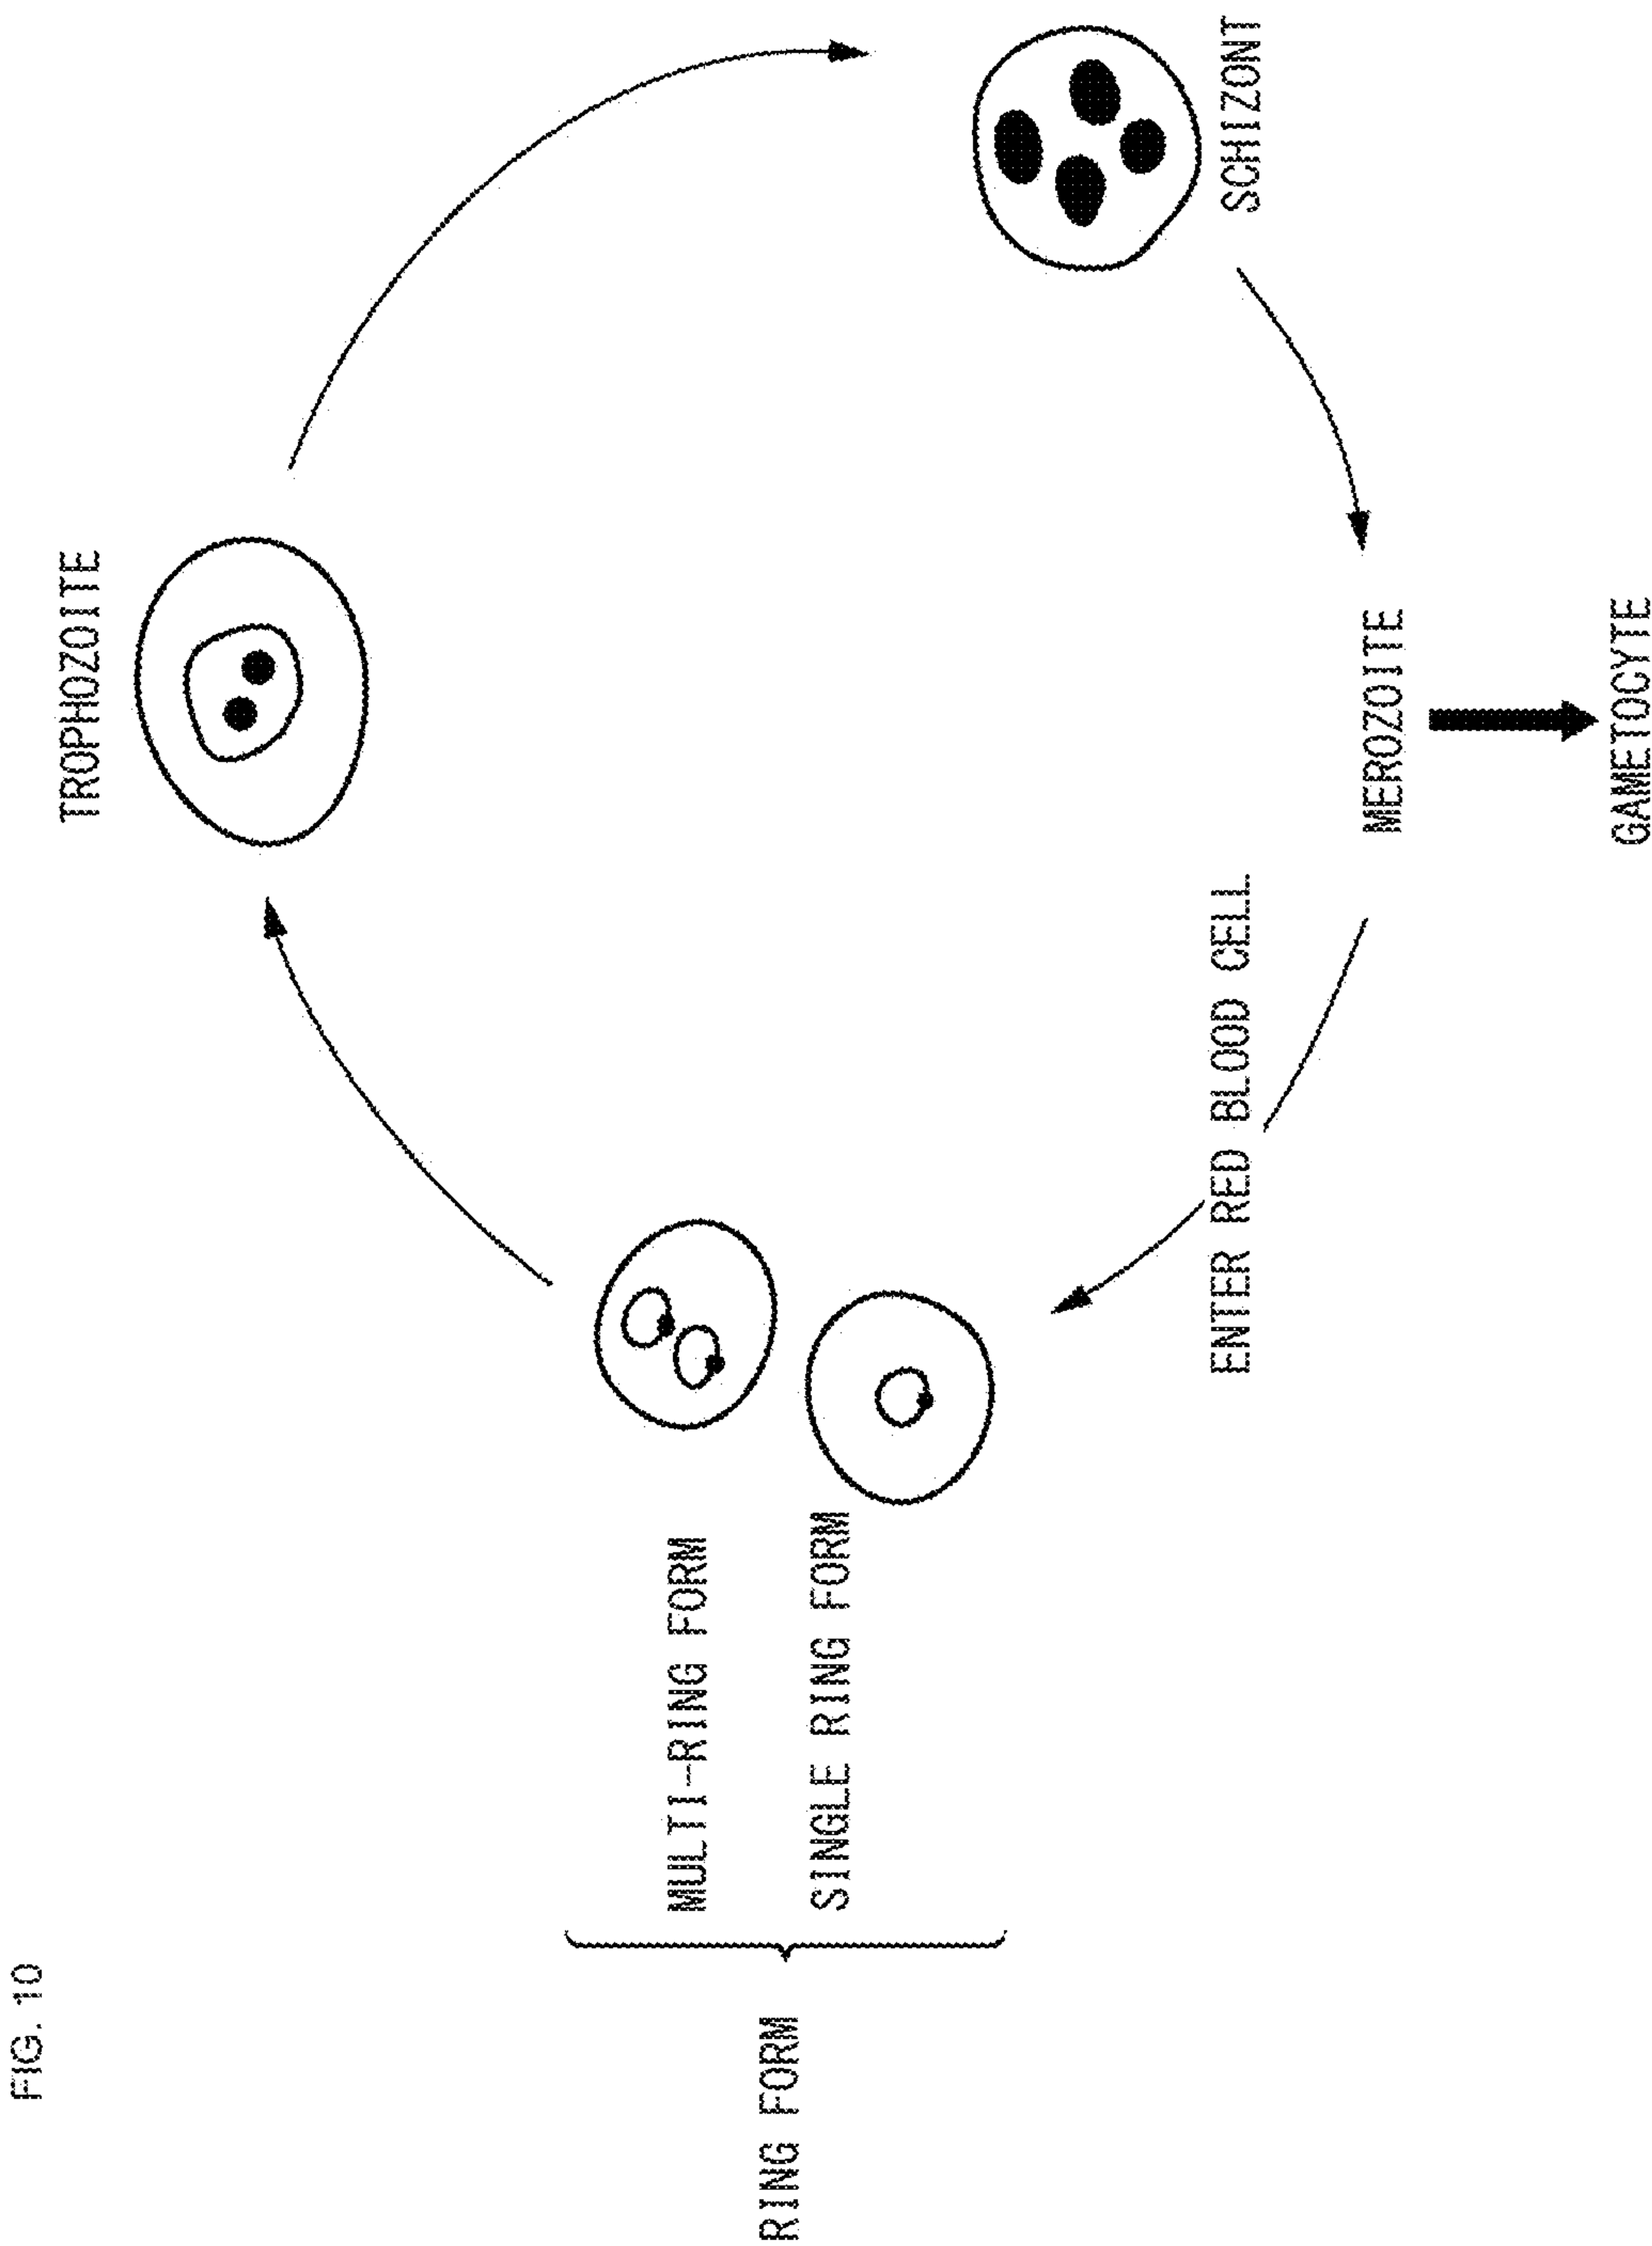 FIG. 10
TROPHOZOITE
RING FORM
MULTI-RING FORM
SINGLE RING FORM
SCHIZONT
ENTER RED BLOOD CELL
MEROZOITE
GAMETOCYTE